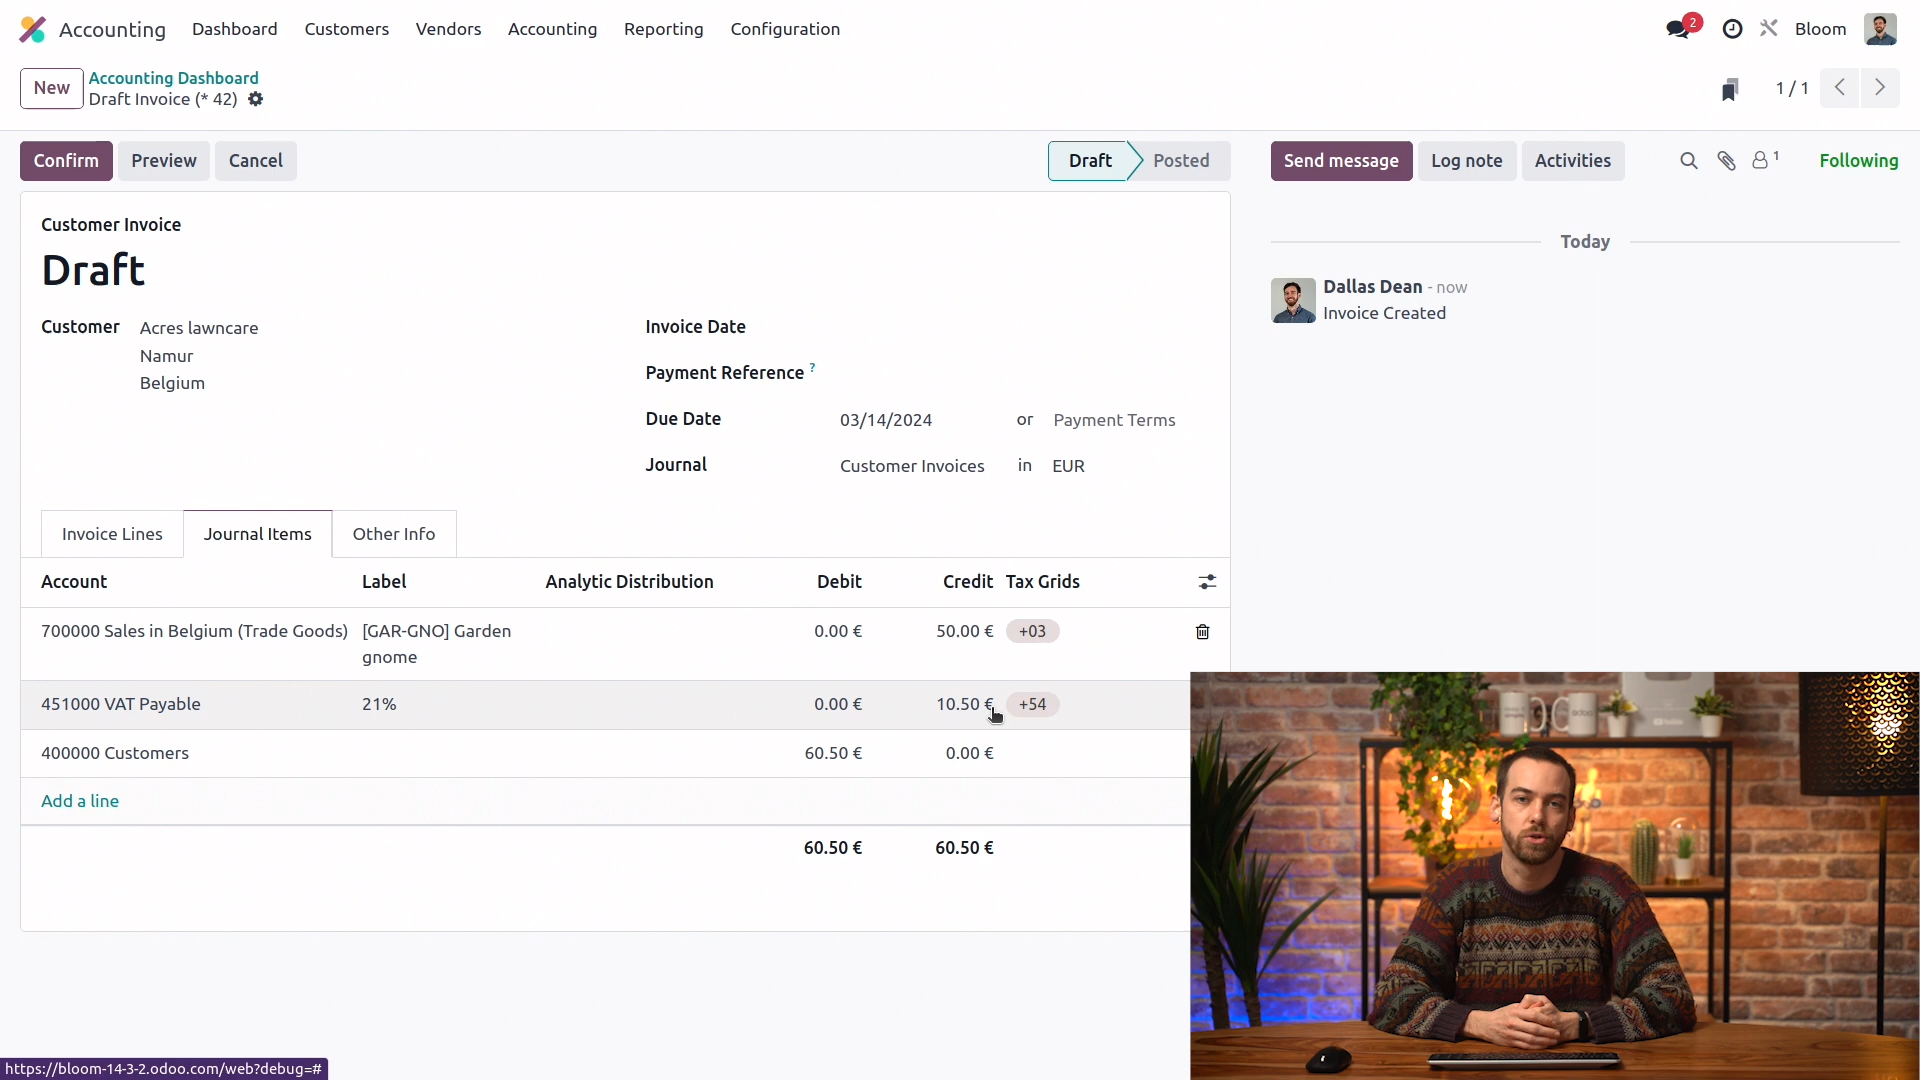 Accounting Dashboard Customers Vendors Accounting Reporting Configuration 2 Bloom
New Accounting Dashboard
Draft Invoice (* 42) 1 / 1
Confirm Preview Cancel Draft Posted Send message Log note Activities 1 Following
Customer Invoice
Draft
Today
Dallas Dean - now
Invoice Created
Customer Acres lawncare
Namur
Belgium
Invoice Date
Payment Reference ?
Due Date 03/14/2024 or Payment Terms
Journal Customer Invoices in EUR
Invoice Lines Journal Items Other Info
Account Label Analytic Distribution Debit Credit Tax Grids
700000 Sales in Belgium (Trade Goods) [GAR-GNO] Garden gnome 0.00 € 50.00 € +03
451000 VAT Payable 21% 0.00 € 10.50 € +54
400000 Customers 60.50 € 0.00 €
Add a line
60.50 € 60.50 €
https://bloom-14-3-2.odoo.com/web?debug=#